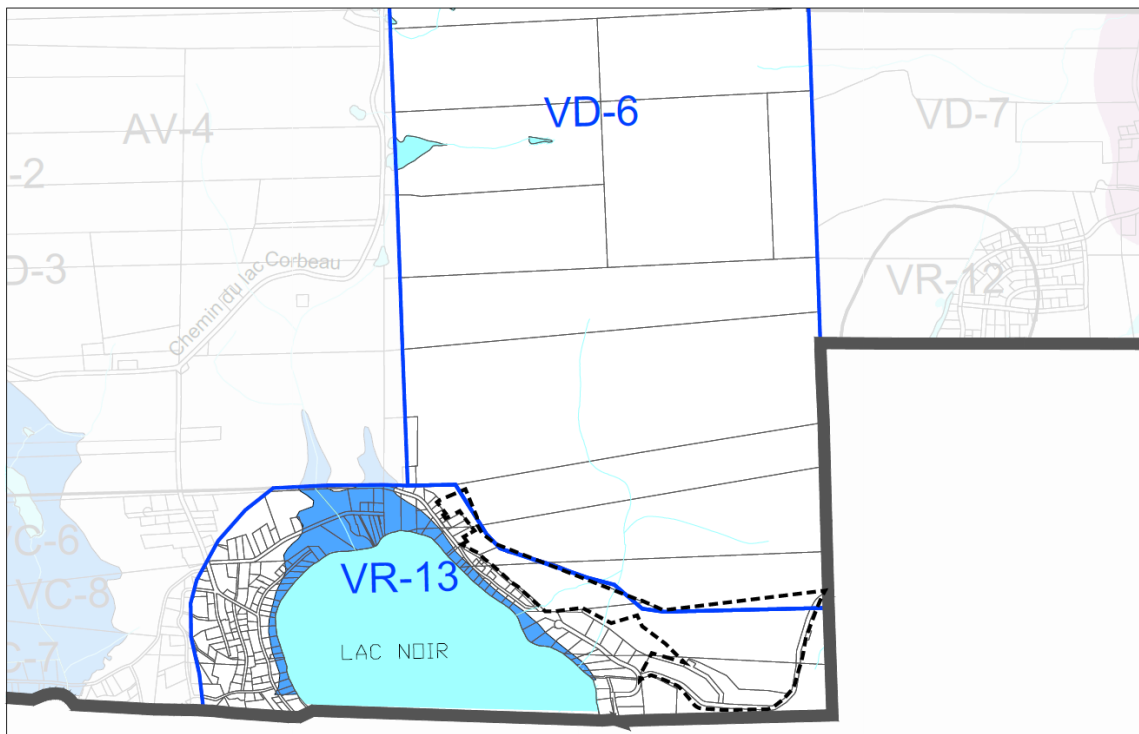 VD-6
VD-7
AV-4
-2
Chemin du lac Corbeau
D-3
VR-12
VC-6
VR-13
VC-8
C-7
LAC NOIR